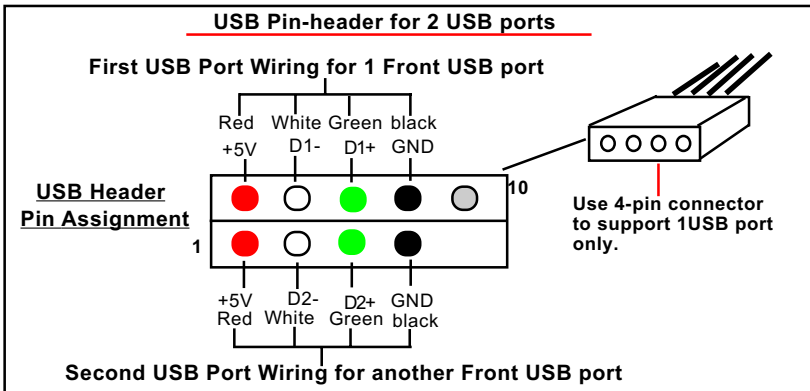 USB Pin-header for 2 USB ports
First USB Port Wiring for 1 Front USB port
Red White Green black
+5V D1- D1+ GND
USB Header
Pin Assignment
10
1
Use 4-pin connector
to support 1USB port
only.
+5V D2- D2+ GND
Red White Green black
Second USB Port Wiring for another Front USB port